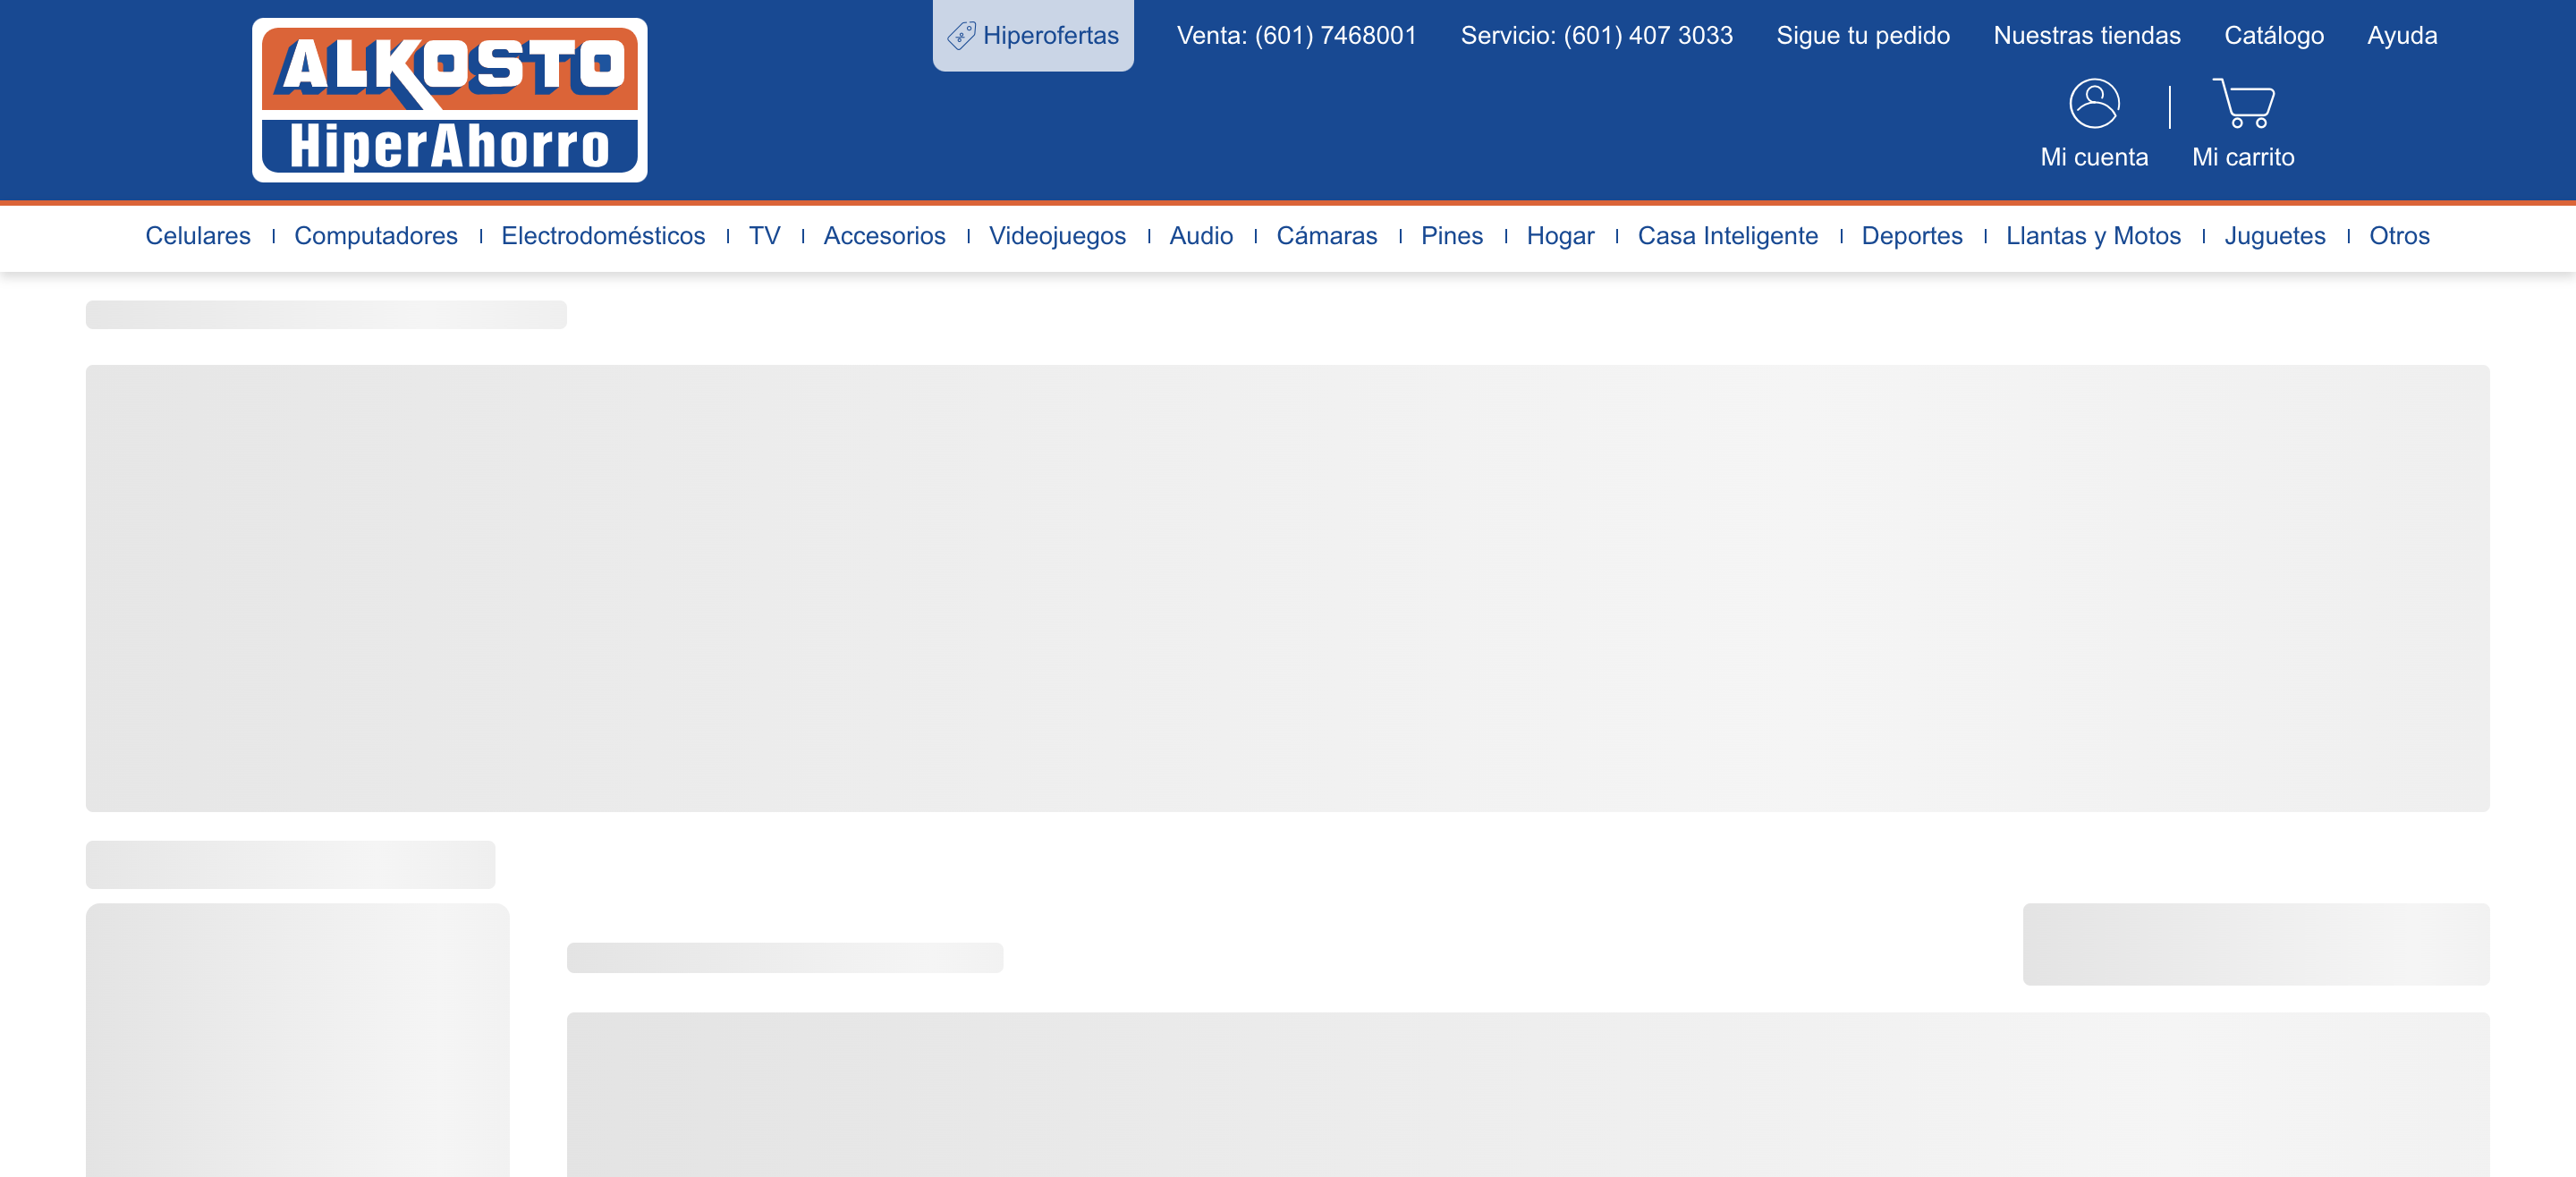 ALKOSTO
HiperAhorro
Hiperofertas Venta: (601) 7468001 Servicio: (601) 407 3033 Sigue tu pedido Nuestras tiendas Catálogo Ayuda
Mi cuenta Mi carrito
Celulares Computadores Electrodomésticos TV Accesorios Videojuegos Audio Cámaras Pines Hogar Casa Inteligente Deportes Llantas y Motos Juguetes Otros